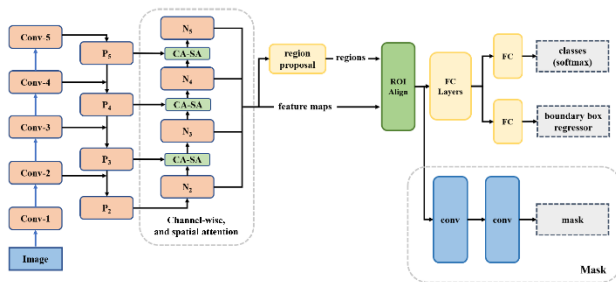 Conv-5
Conv-4
Conv-3
Conv-2
Conv-1
Image
P5
P4
P3
P2
N5
CA-SA
N4
CA-SA
N3
CA-SA
N2
Channel-wise,
and spatial attention
region
proposal
regions
feature maps
ROI
Align
FC
Layers
FC
classes
(softmax)
FC
boundary box
regressor
conv
conv
mask
Mask